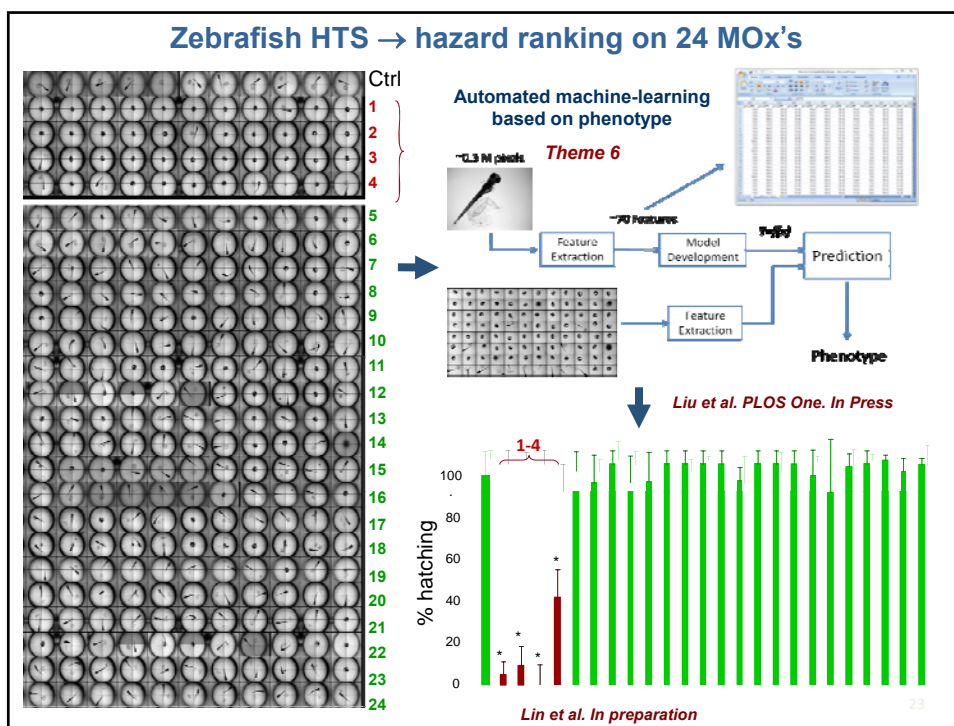 Zebrafish HTS → hazard ranking on 24 MOx's
Ctrl
1
2
3
4
5
6
7
8
9
10
11
12
13
14
15
16
17
18
19
20
21
22
23
24
Automated machine-learning
based on phenotype
Theme 6
~0.3 M pixels
~70 Features
Feature
Extraction
Model
Development
Prediction
Feature
Extraction
Phenotype
Liu et al. PLOS One. In Press
1-4
% hatching
100
80
60
40
20
0
*
*
*
*
Lin et al. In preparation
23